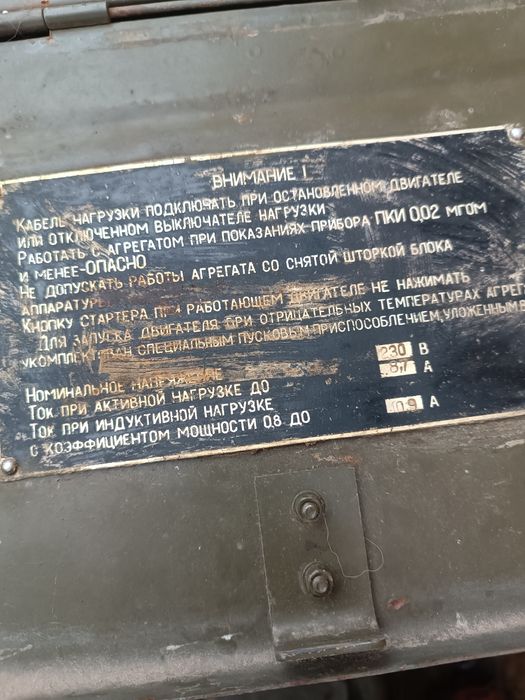 ВНИМАНИЕ !
КАБЕЛЬ НАГРУЗКИ ПОДКЛЮЧАТЬ ПРИ ОСТАНОВЛЕННОМ ДВИГАТЕЛЕ
ИЛИ ОТКЛЮЧЕННОМ ВЫКЛЮЧАТЕЛЕ НАГРУЗКИ
РАБОТАТЬ С АГРЕГАТОМ ПРИ ПОКАЗАНИЯХ ПРИБОРА ПКИ 0,02 МГОМ
И МЕНЕЕ-ОПАСНО
НЕ ДОПУСКАТЬ РАБОТЫ АГРЕГАТА СО СНЯТОЙ ШТОРКОЙ БЛОКА
АППАРАТУРЫ
КНОПКУ СТАРТЕРА ПРИ РАБОТАЮЩЕМ ДВИГАТЕЛЕ НЕ НАЖИМАТЬ
ДЛЯ ЗАПУСКА ДВИГАТЕЛЯ ПРИ ОТРИЦАТЕЛЬНЫХ ТЕМПЕРАТУРАХ АГРЕГ
УКОМПЛЕКТОВАН СПЕЦИАЛЬНЫМ ПУСКОВЫМ ПРИСПОСОБЛЕНИЕМ, УЛОЖЕННЫМ
НОМИНАЛЬНОЕ НАПРЯЖЕНИЕ 230 В
ТОК ПРИ АКТИВНОЙ НАГРУЗКЕ ДО 8,7 А
ТОК ПРИ ИНДУКТИВНОЙ НАГРУЗКЕ
С КОЭФФИЦИЕНТОМ МОЩНОСТИ 0,8 ДО А